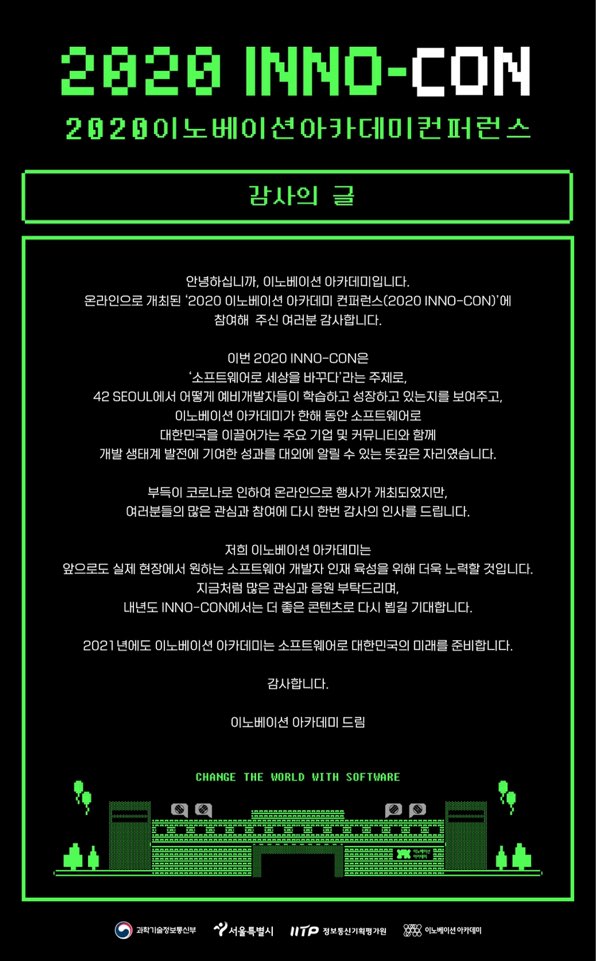 2020 INNO-CON
2020이노베이션아카데미컨퍼런스
감사의 글
안녕하십니까, 이노베이션 아카데미입니다.
온라인으로 개최된 '2020 이노베이션 아카데미 컨퍼런스(2020 INNO-CON)'에
참여해 주신 여러분 감사합니다.
이번 2020 INNO-CON은
'소프트웨어로 세상을 바꾸다'라는 주제로,
42 SEOUL에서 어떻게 예비개발자들이 학습하고 성장하고 있는지를 보여주고,
이노베이션 아카데미가 한해 동안 소프트웨어로
대한민국을 이끌어가는 주요 기업 및 커뮤니티와 함께
개발 생태계 발전에 기여한 성과를 대외에 알릴 수 있는 뜻깊은 자리였습니다.
부득이 코로나로 인하여 온라인으로 행사가 개최되었지만,
여러분들의 많은 관심과 참여에 다시 한번 감사의 인사를 드립니다.
저희 이노베이션 아카데미는
앞으로도 실제 현장에서 원하는 소프트웨어 개발자 인재 육성을 위해 더욱 노력할 것입니다.
지금처럼 많은 관심과 응원 부탁드리며,
내년도 INNO-CON에서는 더 좋은 콘텐츠로 다시 뵙길 기대합니다.
2021년에도 이노베이션 아카데미는 소프트웨어로 대한민국의 미래를 준비합니다.
감사합니다.
이노베이션 아카데미 드림
CHANGE THE WORLD WITH SOFTWARE
이노베이션
아카데미
과학기술정보통신부 서울특별시 IITP 정보통신기획평가원 이노베이션 아카데미